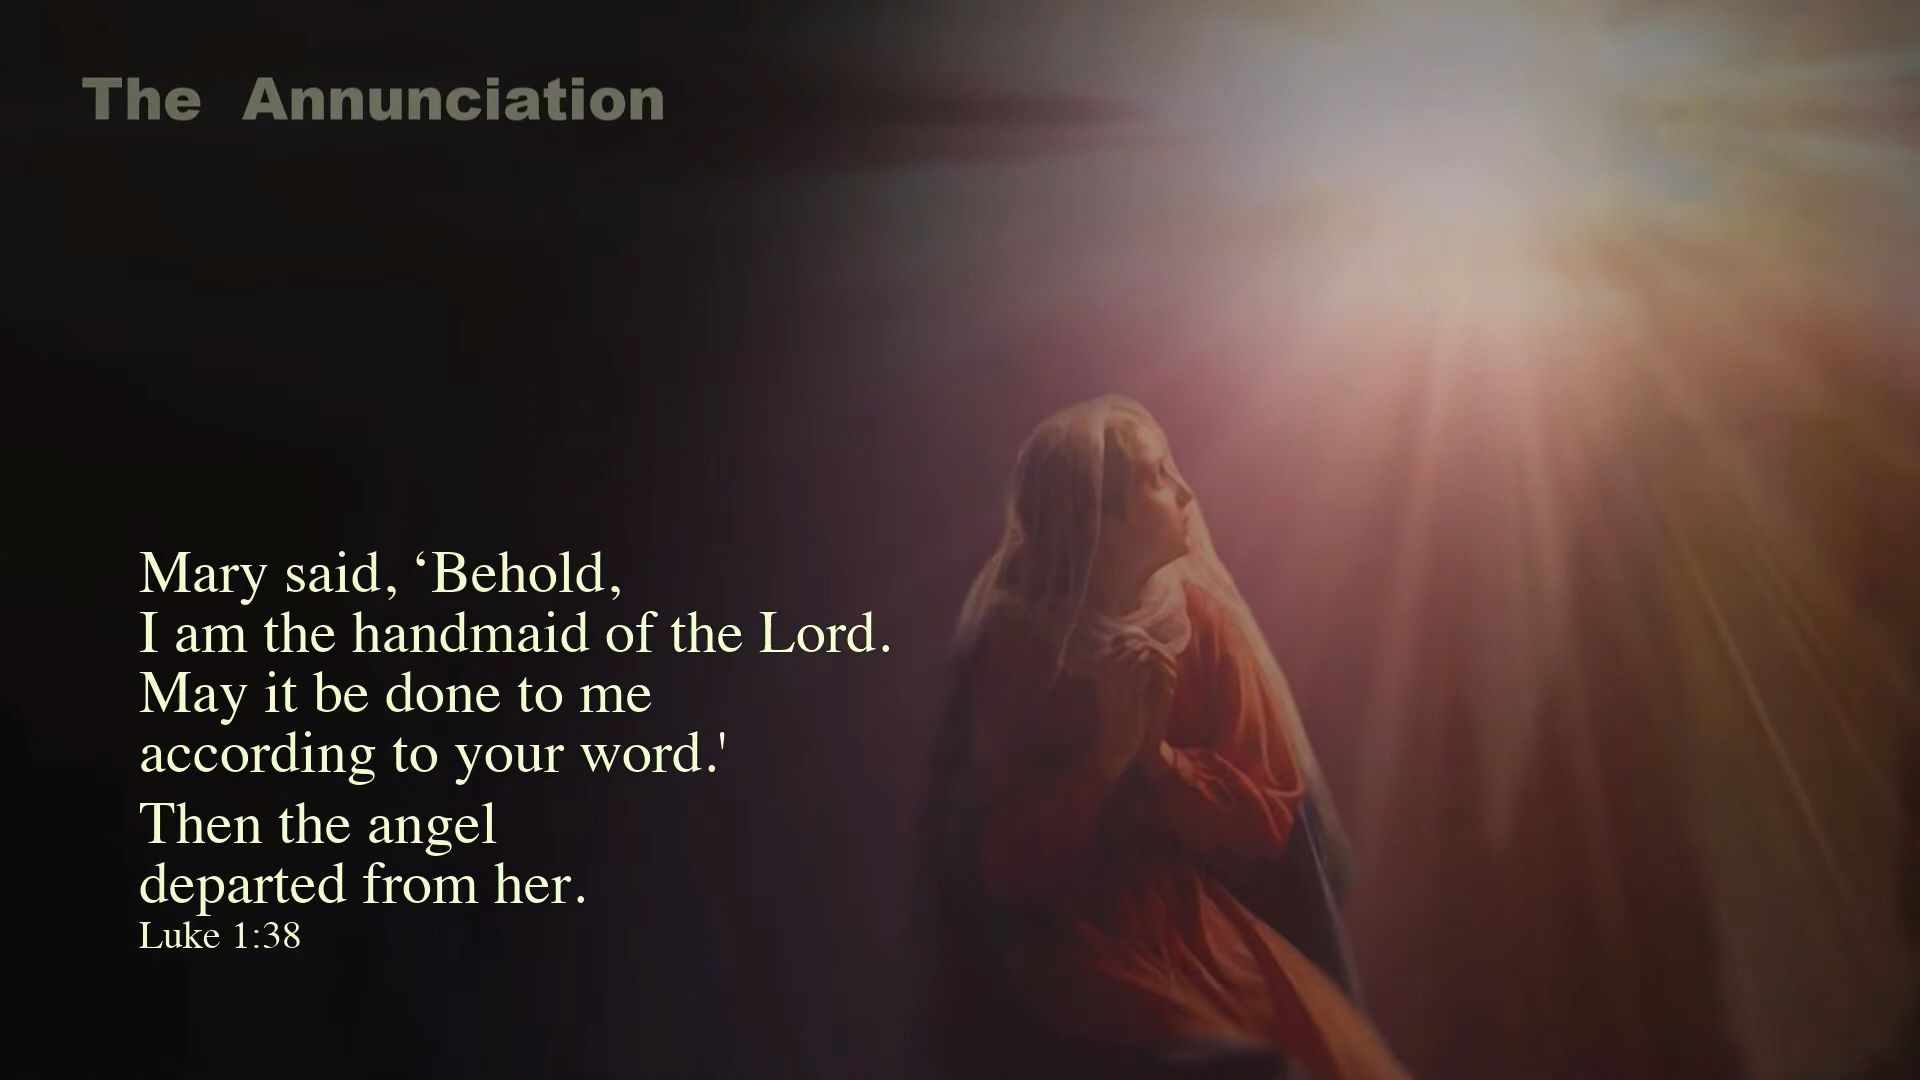 The Annunciation
Mary said, ‘Behold,
I am the handmaid of the Lord.
May it be done to me
according to your word.'
Then the angel
departed from her.
Luke 1:38